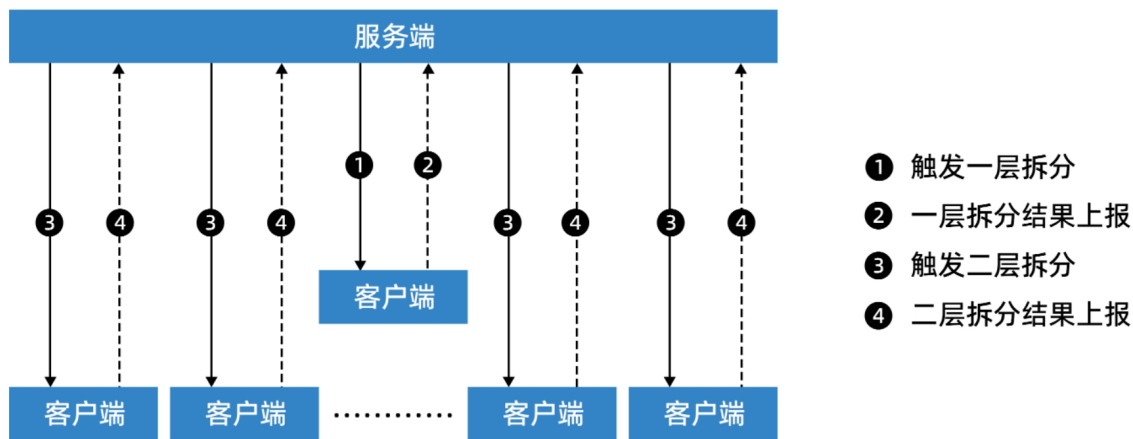 服务端
❶
❷
❶ 触发一层拆分
❸
❹
❸
❹
❸
❹
❸
❹
❷ 一层拆分结果上报
❸ 触发二层拆分
客户端
❹ 二层拆分结果上报
客户端
客户端
············
客户端
客户端